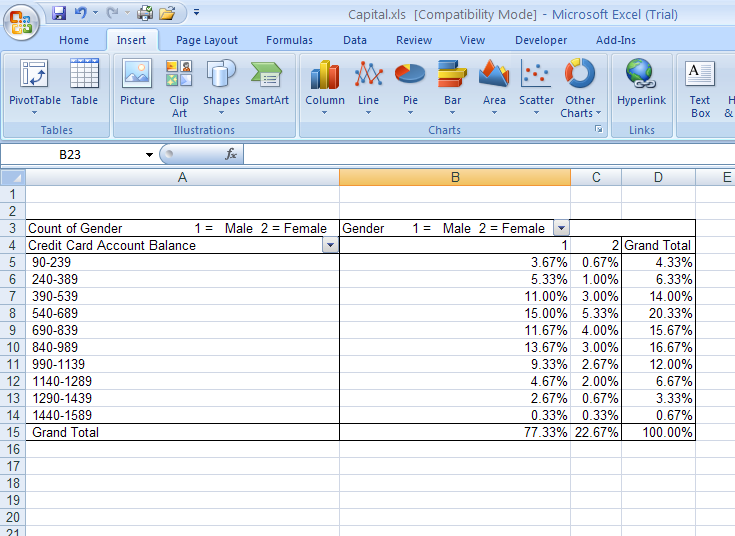 Capital.xls [Compatibility Mode] - Microsoft Excel (Trial)
Home Insert Page Layout Formulas Data Review View Developer Add-Ins
PivotTable Table Picture Clip Art Shapes SmartArt Column Line Pie Bar Area Scatter Other Charts Hyperlink Text Box H &
Tables Illustrations Charts Links
B23 fx
A B C D E
1
2
3 Count of Gender 1 = Male 2 = Female Gender 1 = Male 2 = Female
4 Credit Card Account Balance 1 2 Grand Total
5 90-239 3.67% 0.67% 4.33%
6 240-389 5.33% 1.00% 6.33%
7 390-539 11.00% 3.00% 14.00%
8 540-689 15.00% 5.33% 20.33%
9 690-839 11.67% 4.00% 15.67%
10 840-989 13.67% 3.00% 16.67%
11 990-1139 9.33% 2.67% 12.00%
12 1140-1289 4.67% 2.00% 6.67%
13 1290-1439 2.67% 0.67% 3.33%
14 1440-1589 0.33% 0.33% 0.67%
15 Grand Total 77.33% 22.67% 100.00%
16
17
18
19
20
21